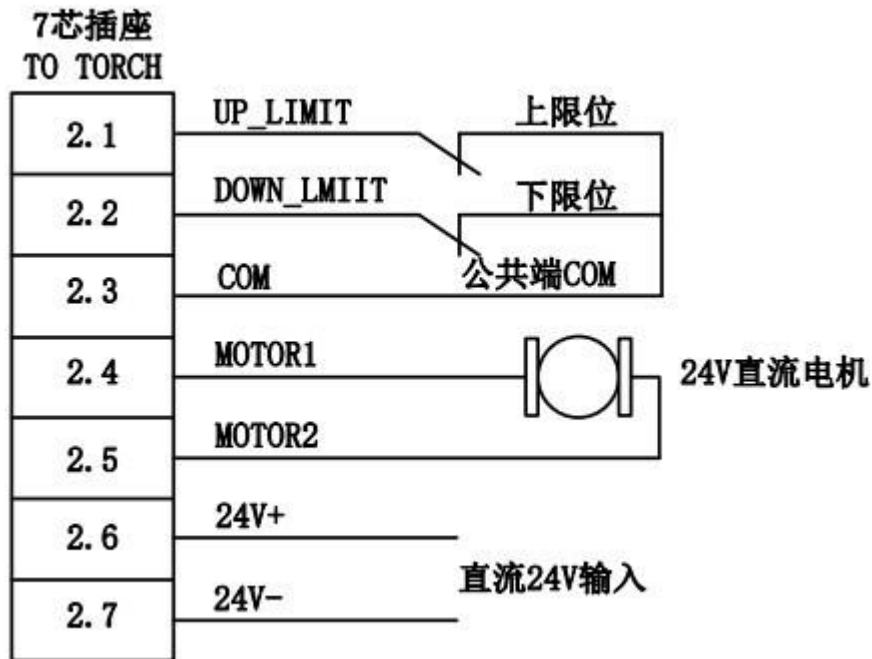 7芯插座
TO TORCH
2.1 UP_LIMIT 上限位
2.2 DOWN_LMIIT 下限位
2.3 COM 公共端COM
2.4 MOTOR1 24V直流电机
2.5 MOTOR2
2.6 24V+
直流24V输入
2.7 24V-